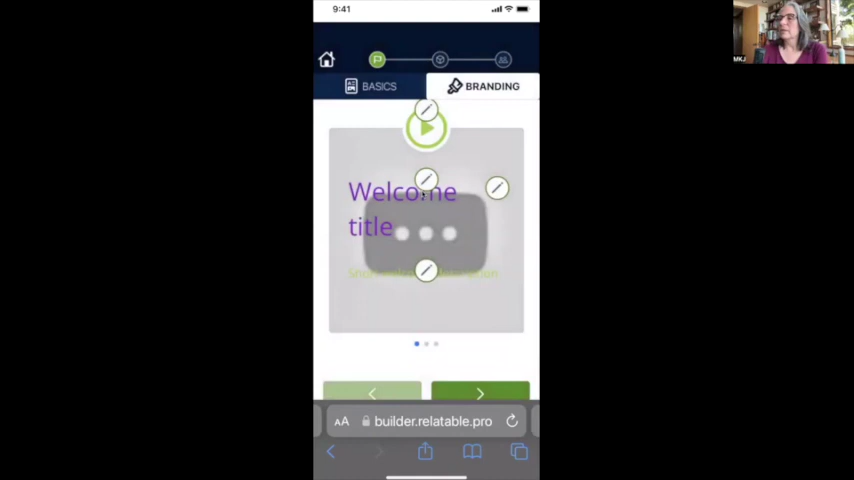 9:41
BASICS
BRANDING
Welcome
title
AA builder.relatable.pro
MKJ